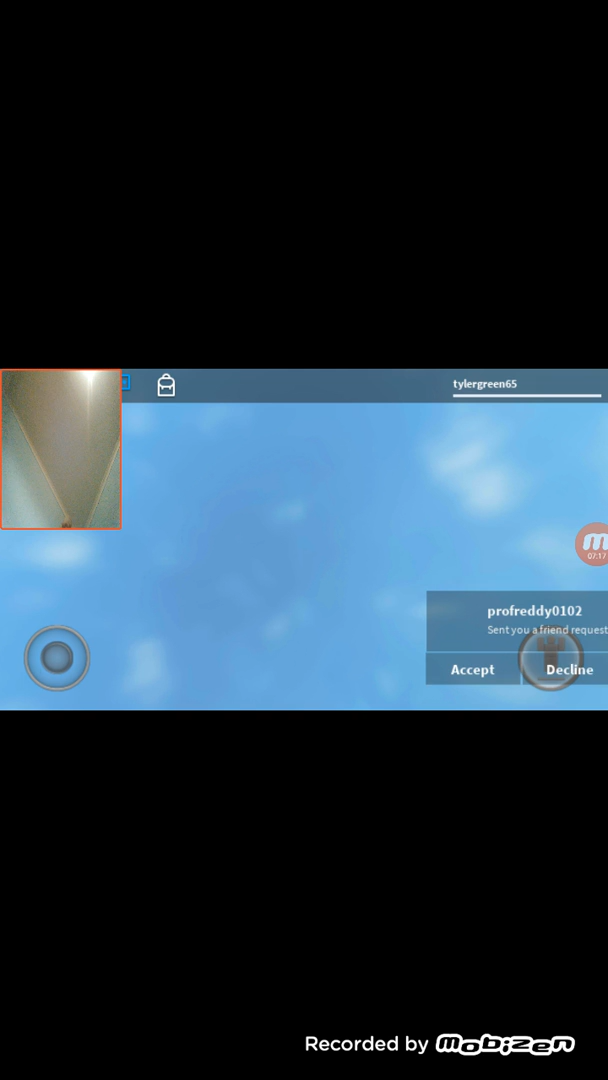 tylergreen65
07:17
profreddy0102
Sent you a friend request
Accept
Decline
Recorded by mobizen